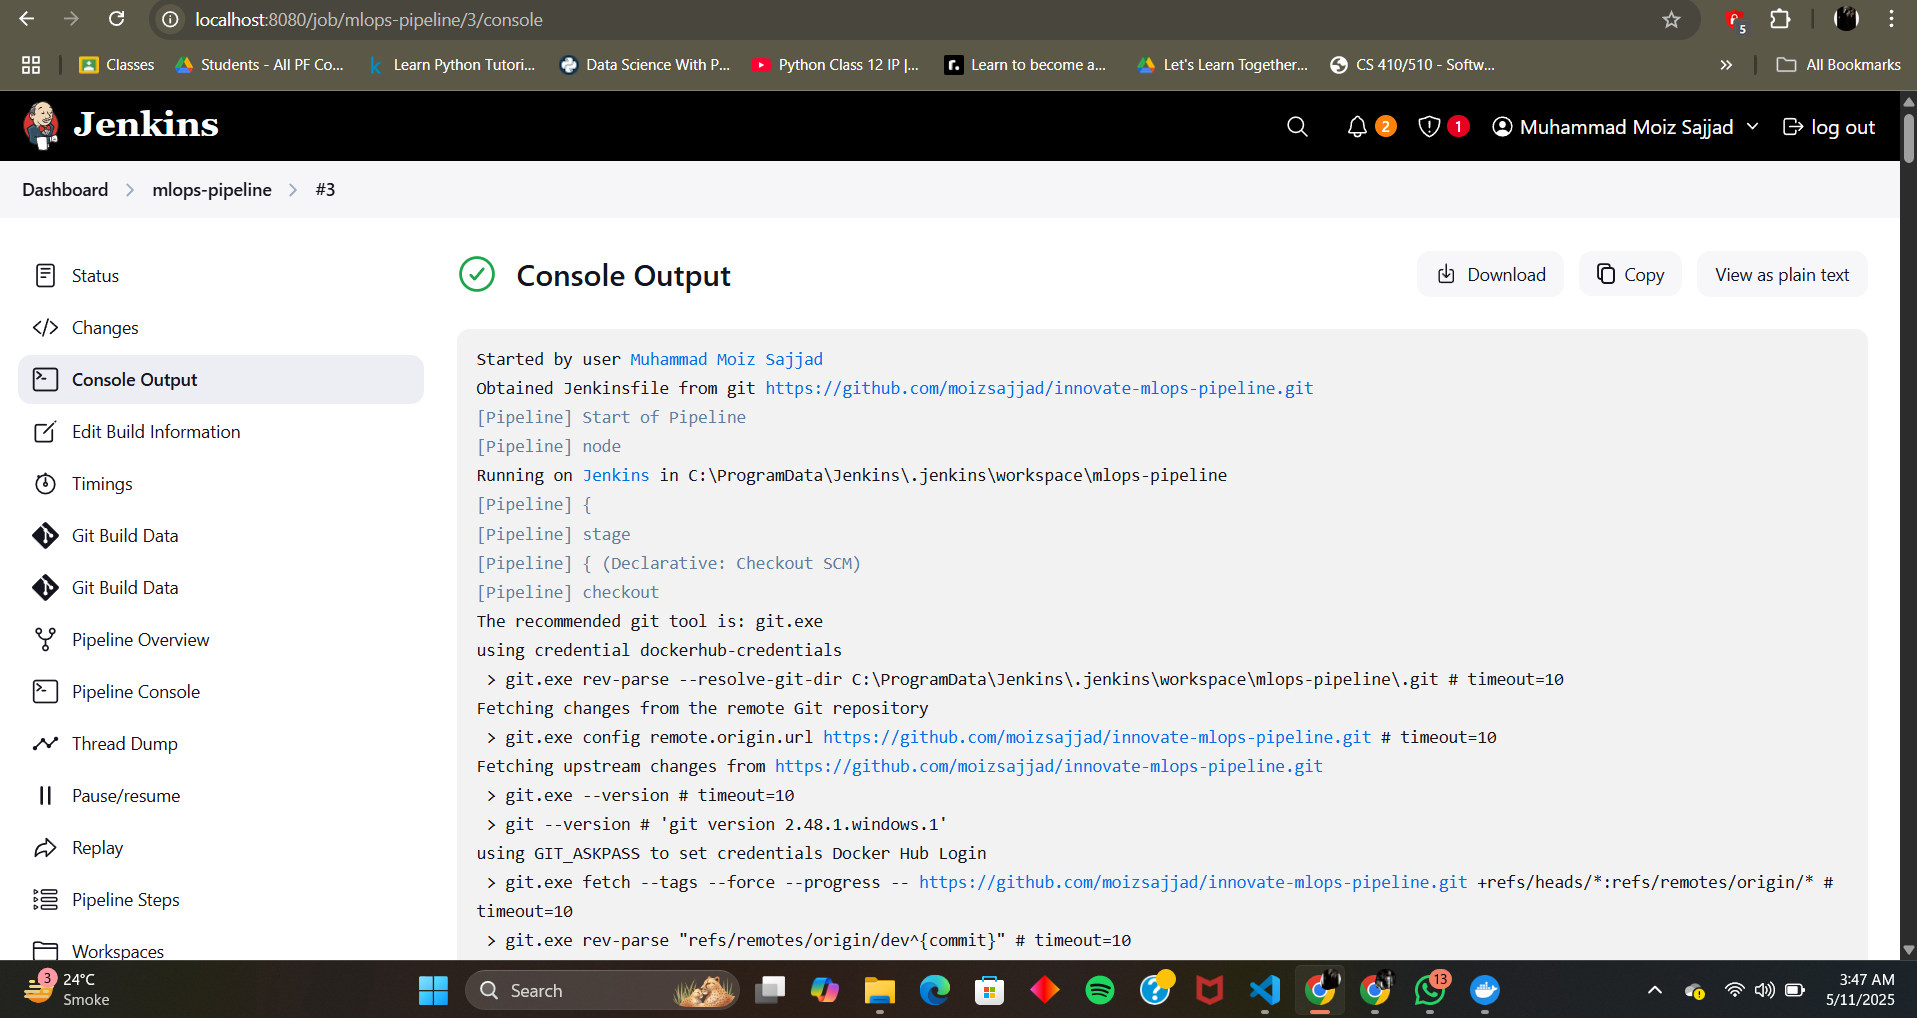 localhost:8080/job/mlops-pipeline/3/console
5
Classes
Students - All PF Co...
Learn Python Tutori...
Data Science With P...
Python Class 12 IP |...
Learn to become a...
Let's Learn Together...
CS 410/510 - Softw...
All Bookmarks
Jenkins
2
1
Muhammad Moiz Sajjad
log out
Dashboard
mlops-pipeline
#3
Status
Changes
Console Output
Edit Build Information
Timings
Git Build Data
Git Build Data
Pipeline Overview
Pipeline Console
Thread Dump
Pause/resume
Replay
Pipeline Steps
Workspaces
Console Output
Download
Copy
View as plain text
Started by user Muhammad Moiz Sajjad
Obtained Jenkinsfile from git https://github.com/moizsajjad/innovate-mlops-pipeline.git
[Pipeline] Start of Pipeline
[Pipeline] node
Running on Jenkins in C:\ProgramData\Jenkins\.jenkins\workspace\mlops-pipeline
[Pipeline] {
[Pipeline] stage
[Pipeline] { (Declarative: Checkout SCM)
[Pipeline] checkout
The recommended git tool is: git.exe
using credential dockerhub-credentials
> git.exe rev-parse --resolve-git-dir C:\ProgramData\Jenkins\.jenkins\workspace\mlops-pipeline\.git # timeout=10
Fetching changes from the remote Git repository
> git.exe config remote.origin.url https://github.com/moizsajjad/innovate-mlops-pipeline.git # timeout=10
Fetching upstream changes from https://github.com/moizsajjad/innovate-mlops-pipeline.git
> git.exe --version # timeout=10
> git --version # 'git version 2.48.1.windows.1'
using GIT_ASKPASS to set credentials Docker Hub Login
> git.exe fetch --tags --force --progress -- https://github.com/moizsajjad/innovate-mlops-pipeline.git +refs/heads/*:refs/remotes/origin/* #
timeout=10
> git.exe rev-parse "refs/remotes/origin/dev^{commit}" # timeout=10
3
24°C
Smoke
Search
13
3:47 AM
5/11/2025